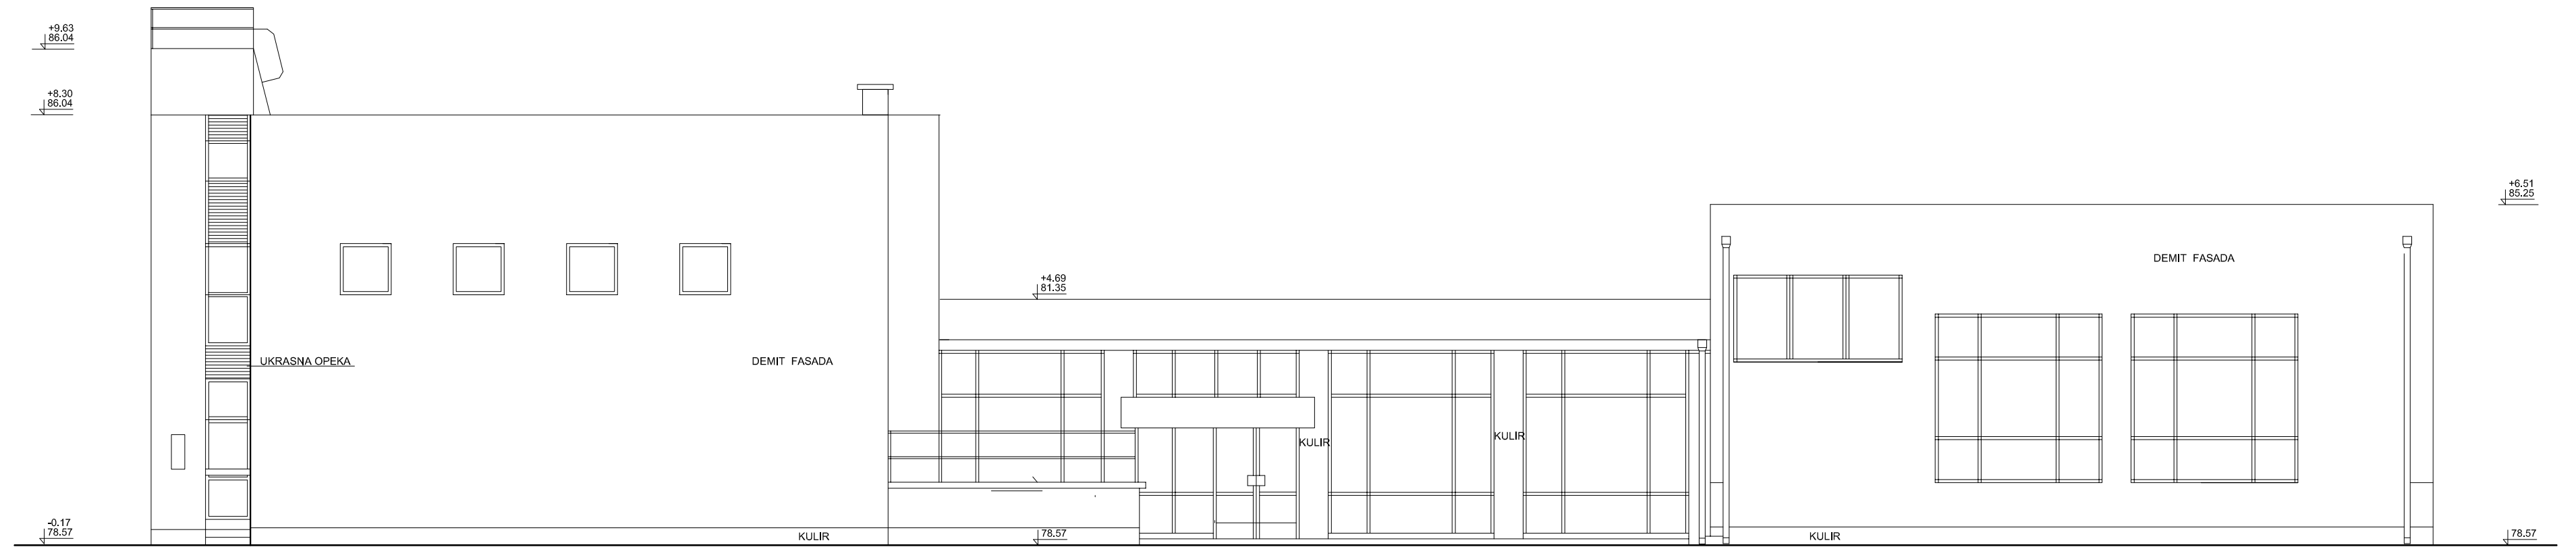 +9.63
86.04
+8.30
86.04
+6.51
85.25
DEMIT FASADA
+4.69
81.35
UKRASNA OPEKA
DEMIT FASADA
KULIR
KULIR
-0.17
78.57
KULIR
78.57
KULIR
78.57